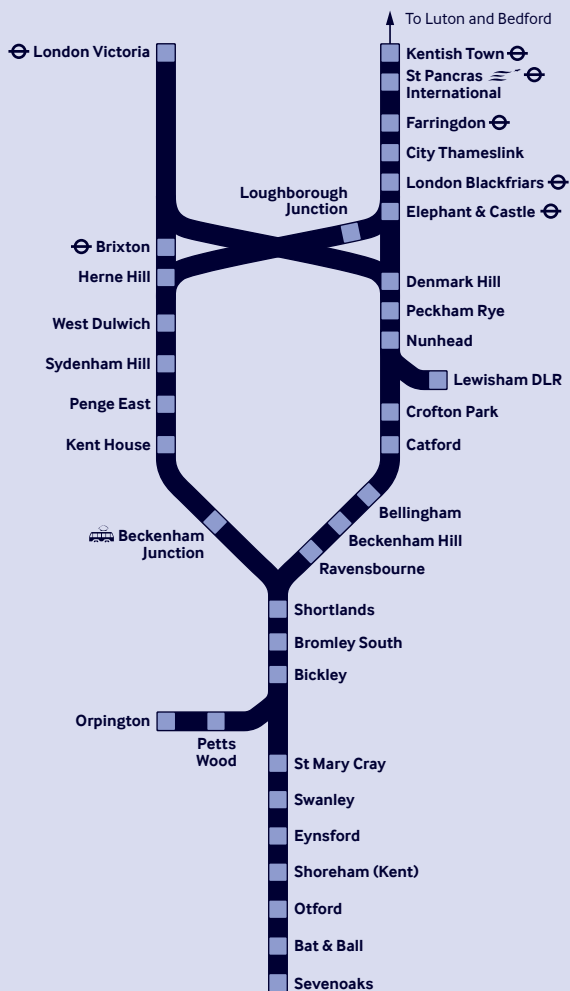 To Luton and Bedford
London Victoria
Kentish Town
St Pancras
International
Farringdon
City Thameslink
London Blackfriars
Loughborough
Junction
Elephant & Castle
Brixton
Herne Hill
Denmark Hill
Peckham Rye
West Dulwich
Nunhead
Sydenham Hill
Lewisham DLR
Penge East
Crofton Park
Kent House
Catford
Bellingham
Beckenham
Junction
Beckenham Hill
Ravensbourne
Shortlands
Bromley South
Bickley
Orpington
Petts
Wood
St Mary Cray
Swanley
Eynsford
Shoreham (Kent)
Otford
Bat & Ball
Sevenoaks